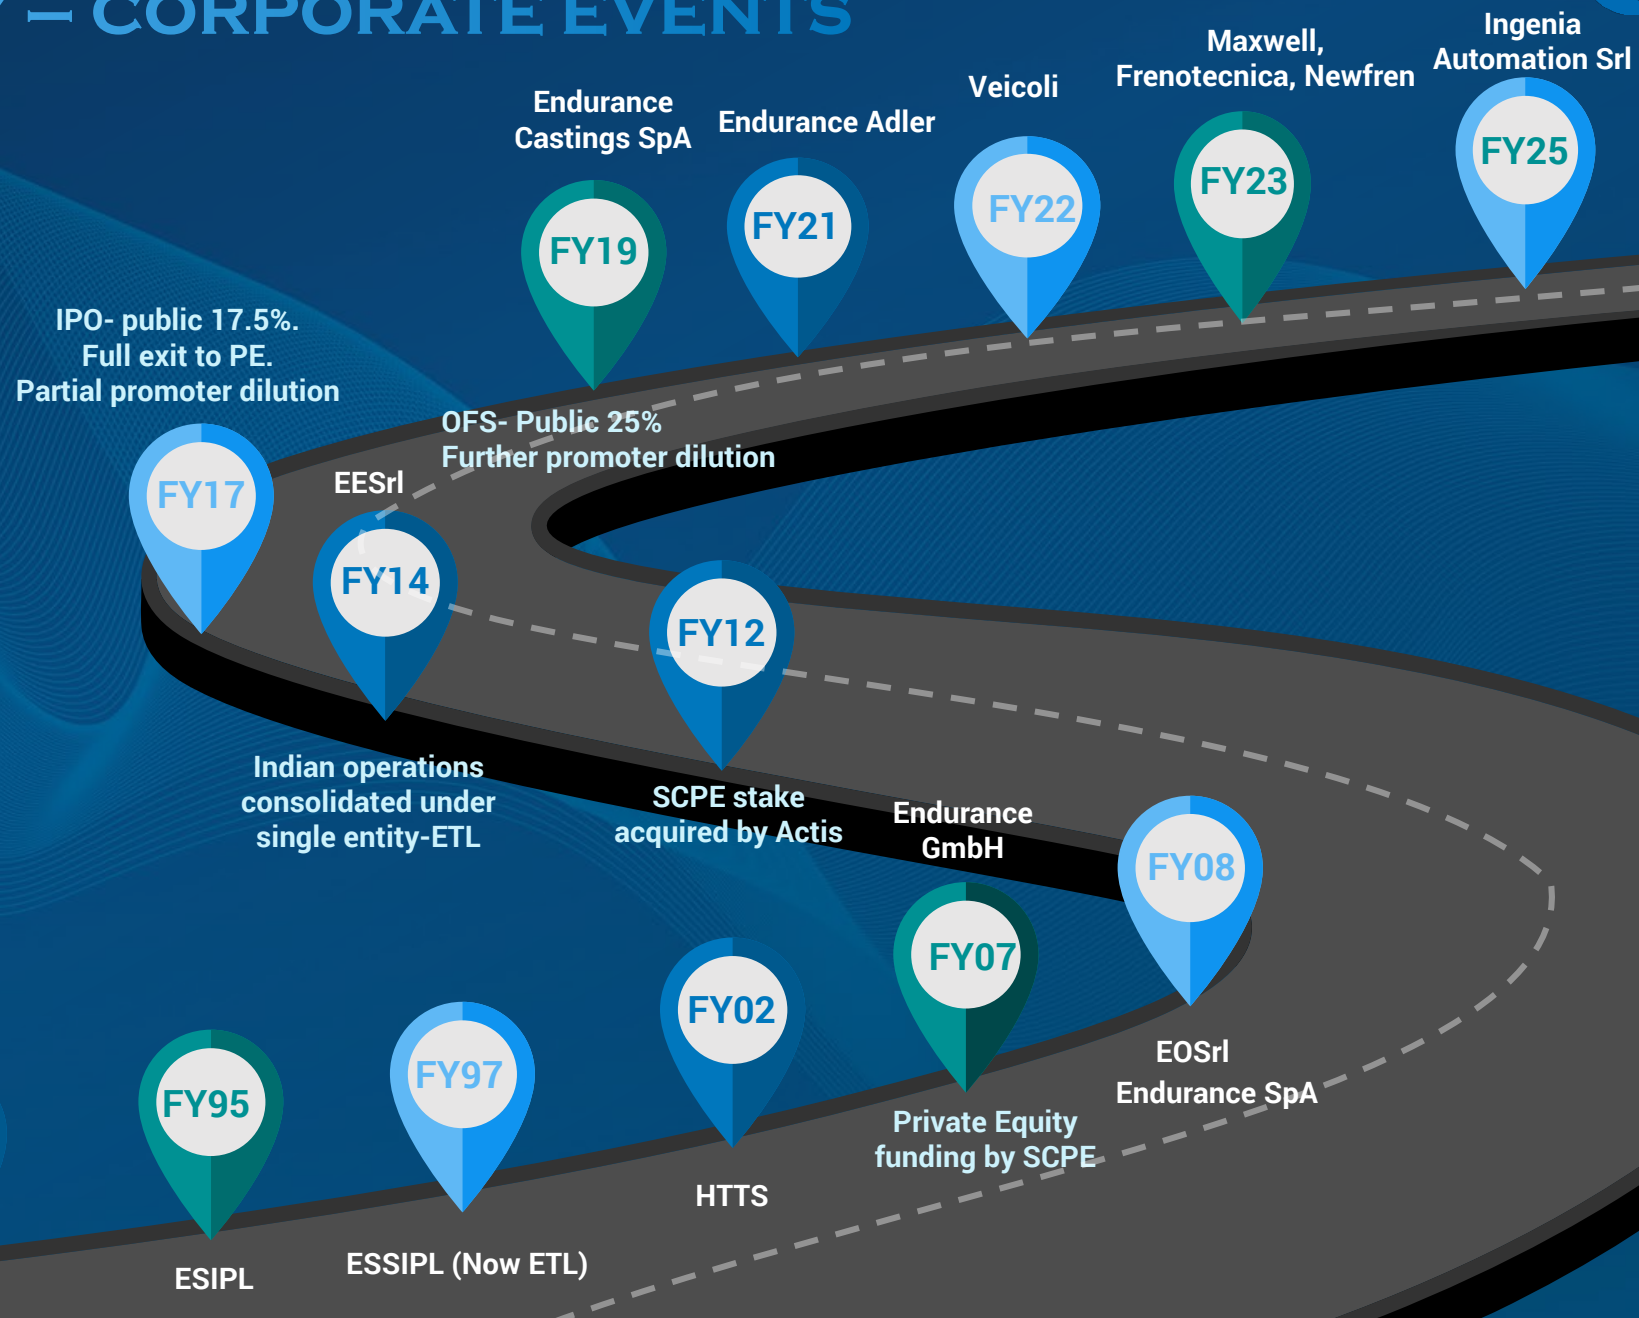 – CORPORATE EVENTS
Ingenia
Automation Srl
FY25
Maxwell,
Frenotecnica, Newfren
FY23
Veicoli
FY22
Endurance Adler
FY21
Endurance
Castings SpA
FY19
OFS- Public 25%
Further promoter dilution
IPO- public 17.5%.
Full exit to PE.
Partial promoter dilution
FY17
EESrl
FY14
Indian operations
consolidated under
single entity-ETL
FY12
SCPE stake
acquired by Actis
Endurance
GmbH
FY07
Private Equity
funding by SCPE
FY08
EOSrl
Endurance SpA
FY02
HTTS
FY97
ESSIPL (Now ETL)
FY95
ESIPL